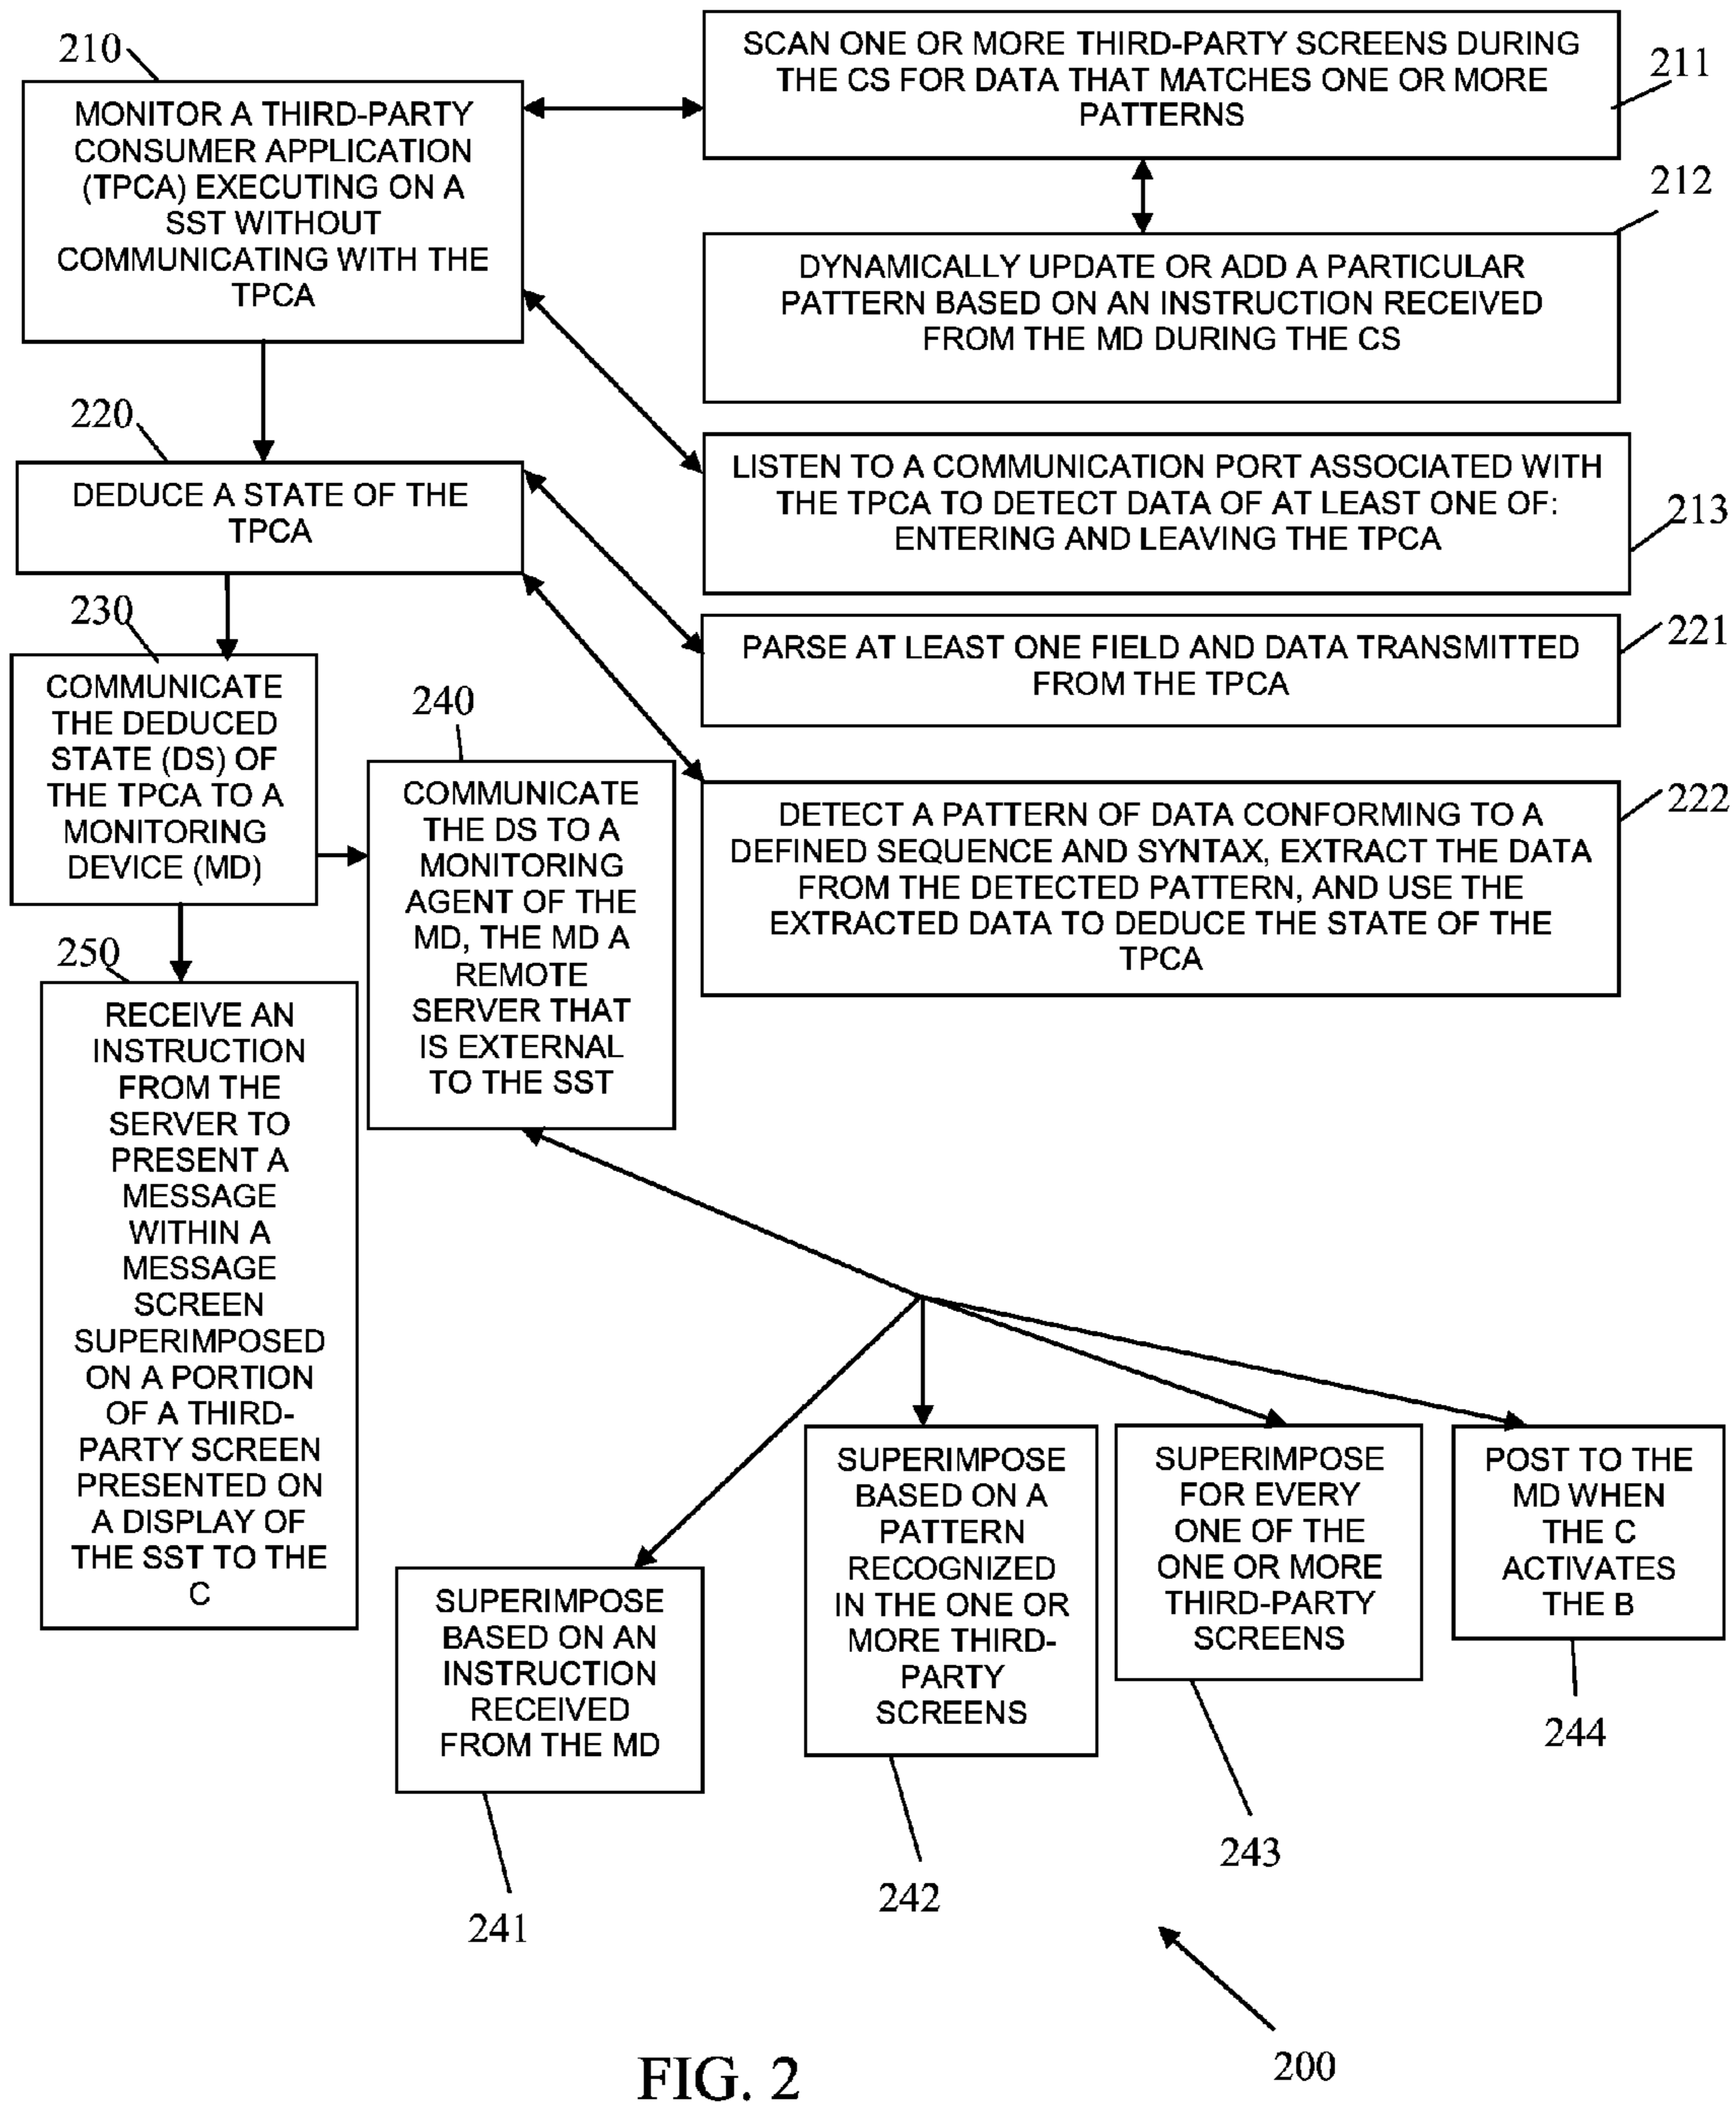 210
MONITOR A THIRD-PARTY
CONSUMER APPLICATION
(TPCA) EXECUTING ON A
SST WITHOUT
COMMUNICATING WITH THE
TPCA
SCAN ONE OR MORE THIRD-PARTY SCREENS DURING
THE CS FOR DATA THAT MATCHES ONE OR MORE
PATTERNS
211
212
DYNAMICALLY UPDATE OR ADD A PARTICULAR
PATTERN BASED ON AN INSTRUCTION RECEIVED
FROM THE MD DURING THE CS
LISTEN TO A COMMUNICATION PORT ASSOCIATED WITH
THE TPCA TO DETECT DATA OF AT LEAST ONE OF:
ENTERING AND LEAVING THE TPCA
213
220
DEDUCE A STATE OF THE
TPCA
PARSE AT LEAST ONE FIELD AND DATA TRANSMITTED
FROM THE TPCA
221
DETECT A PATTERN OF DATA CONFORMING TO A
DEFINED SEQUENCE AND SYNTAX, EXTRACT THE DATA
FROM THE DETECTED PATTERN, AND USE THE
EXTRACTED DATA TO DEDUCE THE STATE OF THE
TPCA
222
230
COMMUNICATE
THE DEDUCED
STATE (DS) OF
THE TPCA TO A
MONITORING
DEVICE (MD)
240
COMMUNICATE
THE DS TO A
MONITORING
AGENT OF THE
MD, THE MD A
REMOTE
SERVER THAT
IS EXTERNAL
TO THE SST
250
RECEIVE AN
INSTRUCTION
FROM THE
SERVER TO
PRESENT A
MESSAGE
WITHIN A
MESSAGE
SCREEN
SUPERIMPOSED
ON A PORTION
OF A THIRD-
PARTY SCREEN
PRESENTED ON
A DISPLAY OF
THE SST TO THE
C
SUPERIMPOSE
BASED ON AN
INSTRUCTION
RECEIVED
FROM THE MD
241
SUPERIMPOSE
BASED ON A
PATTERN
RECOGNIZED
IN THE ONE OR
MORE THIRD-
PARTY
SCREENS
242
SUPERIMPOSE
FOR EVERY
ONE OF THE
ONE OR MORE
THIRD-PARTY
SCREENS
243
POST TO THE
MD WHEN
THE C
ACTIVATES
THE B
244
200
FIG. 2